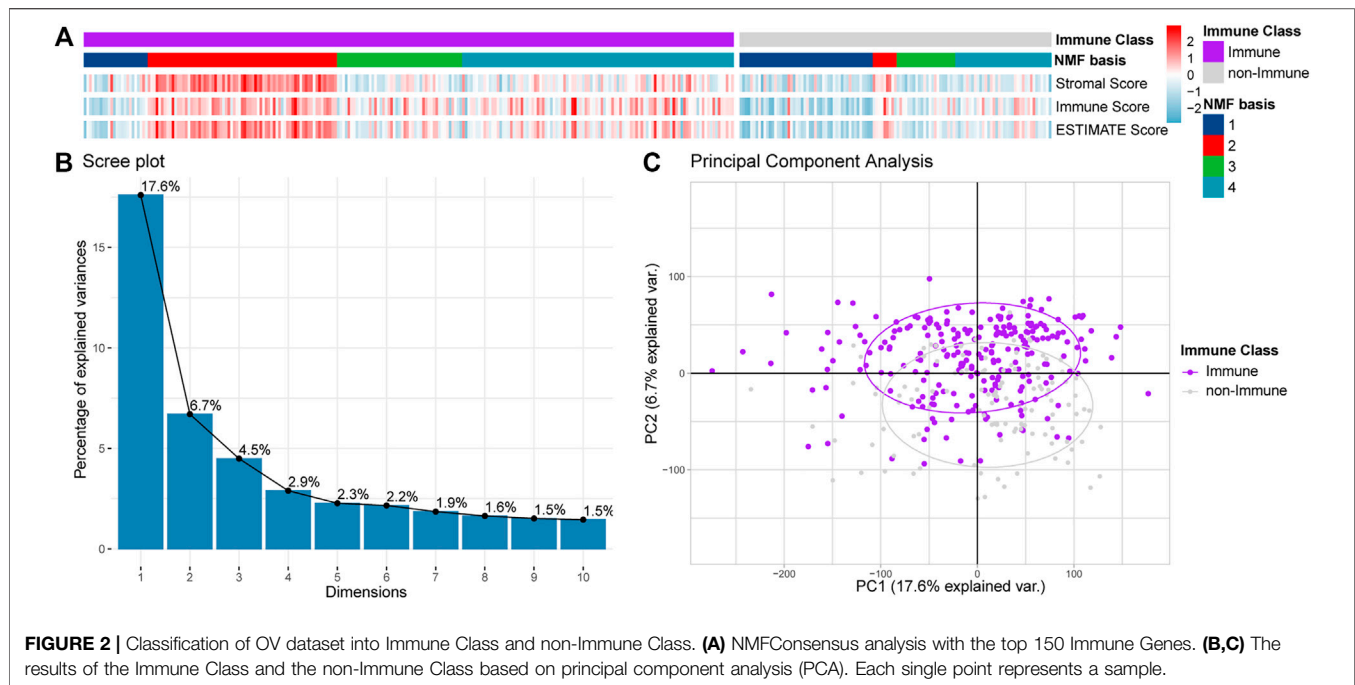 A
Immune Class
NMF basis
Stromal Score
Immune Score
ESTIMATE Score
2
1
0
−1
−2
Immune Class
Immune
non-Immune
NMF basis
1
2
3
4
B Scree plot
17.6%
6.7%
4.5%
2.9%
2.3%
2.2%
1.9%
1.6%
1.5%
1.5%
Percentage of explained variances
15
10
5
0
1 2 3 4 5 6 7 8 9 10
Dimensions
C Principal Component Analysis
PC2 (6.7% explained var.)
100
0
−100
−200 −100 0 100
PC1 (17.6% explained var.)
Immune Class
Immune
non-Immune
FIGURE 2 | Classification of OV dataset into Immune Class and non-Immune Class. (A) NMFConsensus analysis with the top 150 Immune Genes. (B,C) The
results of the Immune Class and the non-Immune Class based on principal component analysis (PCA). Each single point represents a sample.